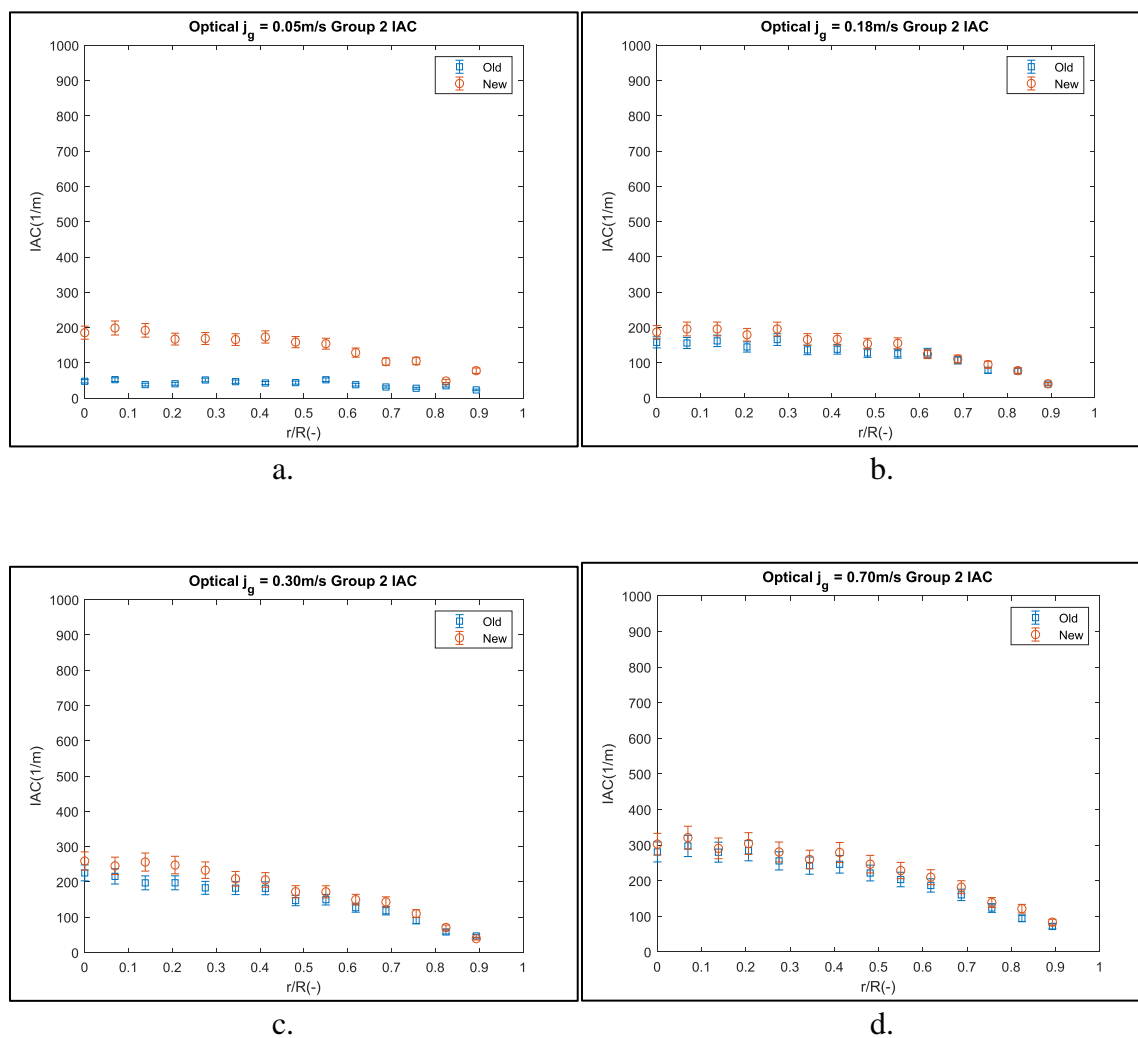 Optical j_g = 0.05m/s Group 2 IAC
Old
New
1000
900
800
700
600
500
400
300
200
100
0
IAC(1/m)
0 0.1 0.2 0.3 0.4 0.5 0.6 0.7 0.8 0.9 1
r/R(-)
a.
Optical j_g = 0.18m/s Group 2 IAC
Old
New
1000
900
800
700
600
500
400
300
200
100
0
IAC(1/m)
0 0.1 0.2 0.3 0.4 0.5 0.6 0.7 0.8 0.9 1
r/R(-)
b.
Optical j_g = 0.30m/s Group 2 IAC
Old
New
1000
900
800
700
600
500
400
300
200
100
0
IAC(1/m)
0 0.1 0.2 0.3 0.4 0.5 0.6 0.7 0.8 0.9 1
r/R(-)
c.
Optical j_g = 0.70m/s Group 2 IAC
Old
New
1000
900
800
700
600
500
400
300
200
100
0
IAC(1/m)
0 0.1 0.2 0.3 0.4 0.5 0.6 0.7 0.8 0.9 1
r/R(-)
d.